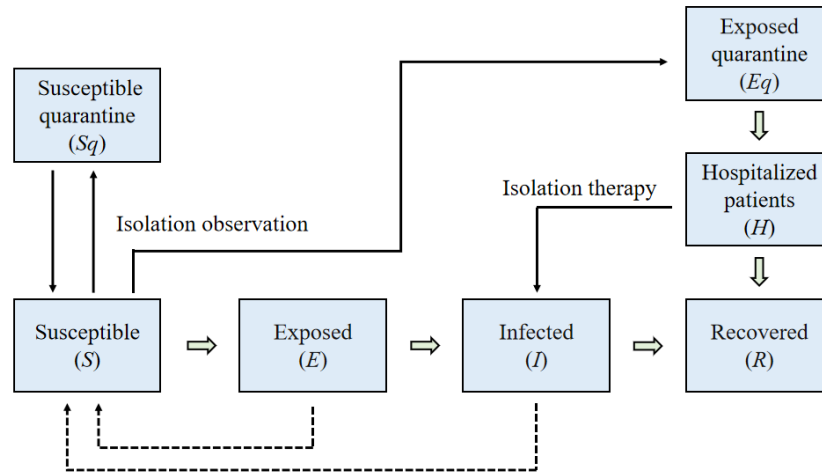 Exposed
quarantine
(Eq)
Susceptible
quarantine
(Sq)
Hospitalized
patients
(H)
Isolation therapy
Isolation observation
Susceptible
(S)
Exposed
(E)
Infected
(I)
Recovered
(R)